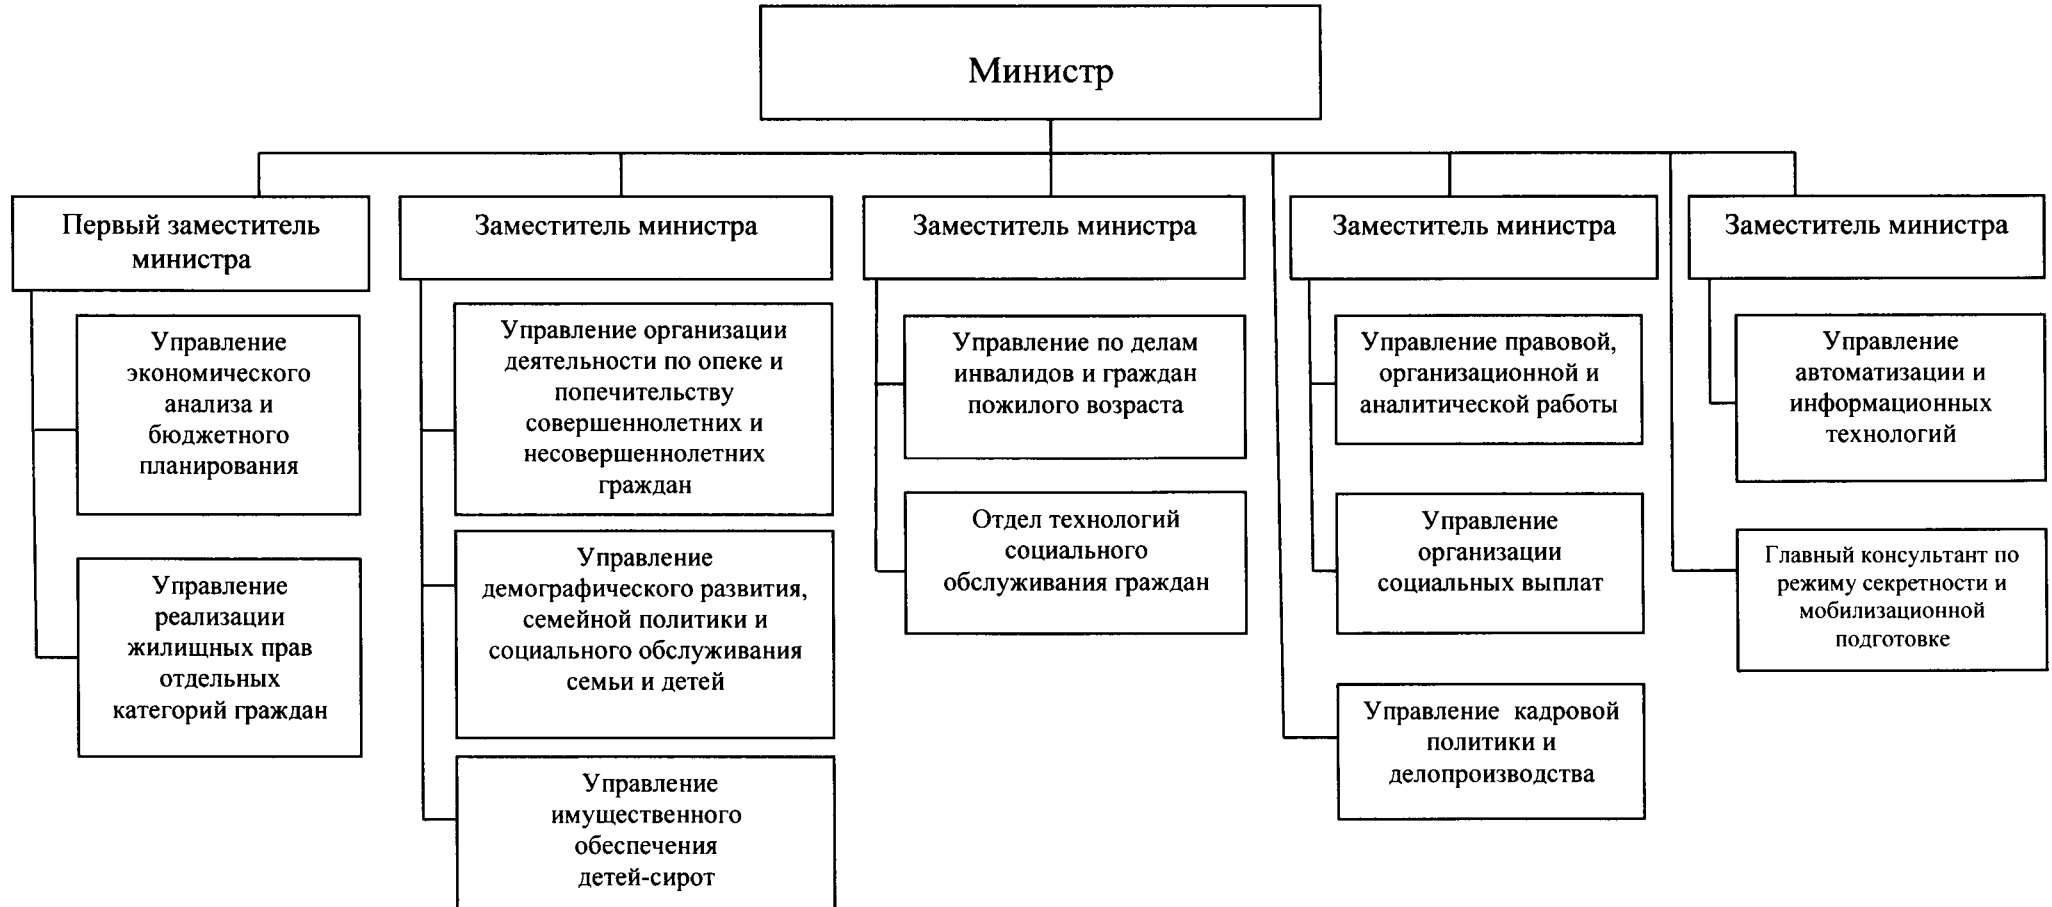 Министр
Первый заместитель
министра
Заместитель министра
Заместитель министра
Заместитель министра
Заместитель министра
Управление
экономического
анализа и
бюджетного
планирования
Управление
реализации
жилищных прав
отдельных
категорий граждан
Управление организации
деятельности по опеке и
попечительству
совершеннолетних и
несовершеннолетних
граждан
Управление
демографического развития,
семейной политики и
социального обслуживания
семьи и детей
Управление
имущественного
обеспечения
детей-сирот
Управление по делам
инвалидов и граждан
пожилого возраста
Отдел технологий
социального
обслуживания граждан
Управление правовой,
организационной и
аналитической работы
Управление
организации
социальных выплат
Управление кадровой
политики и
делопроизводства
Управление
автоматизации и
информационных
технологий
Главный консультант по
режиму секретности и
мобилизационной
подготовке